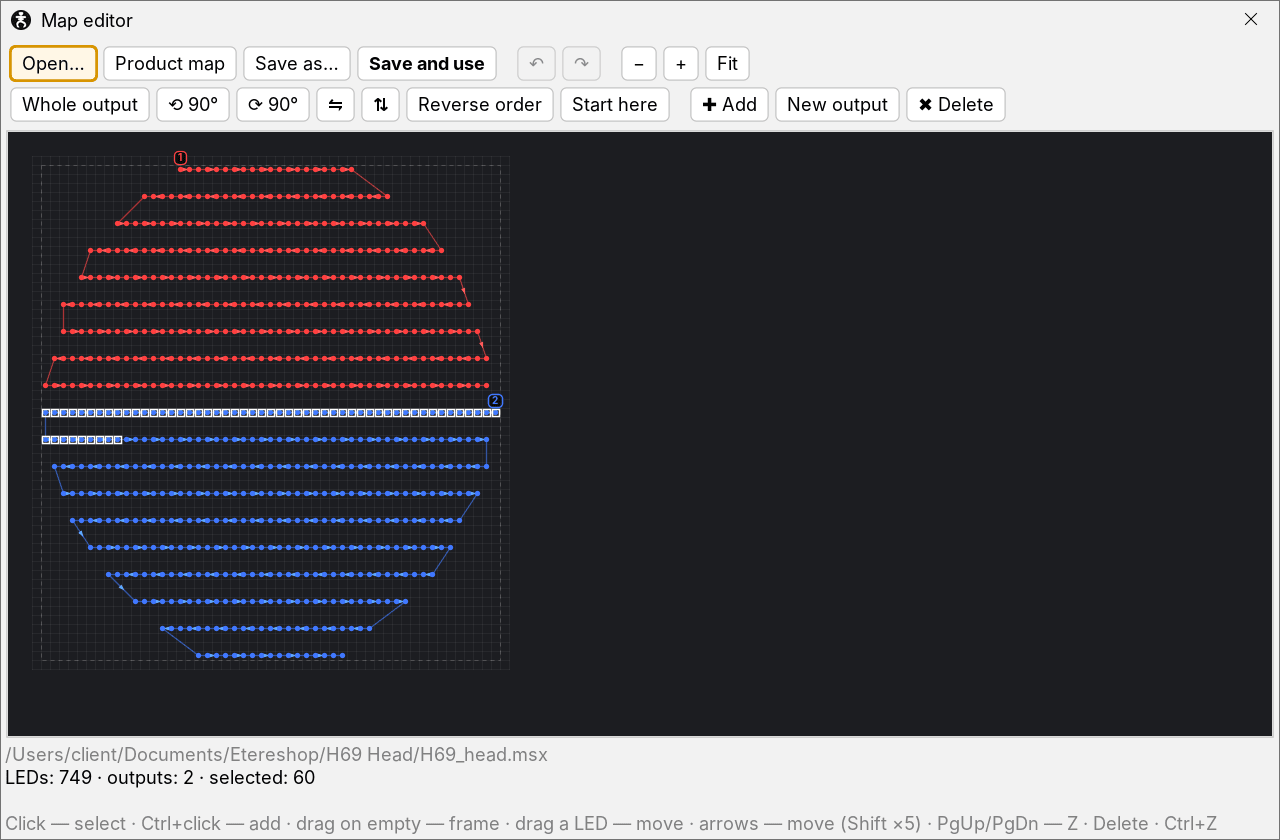 Map editor
Open... Product map Save as... Save and use ↶ ↷ − + Fit
Whole output ⟲ 90° ⟳ 90° ⇋ ⇅ Reverse order Start here ✚ Add New output ✖ Delete
1
2
/Users/client/Documents/Etereshop/H69 Head/H69_head.msx
LEDs: 749 · outputs: 2 · selected: 60
Click — select · Ctrl+click — add · drag on empty — frame · drag a LED — move · arrows — move (Shift ×5) · PgUp/PgDn — Z · Delete · Ctrl+Z